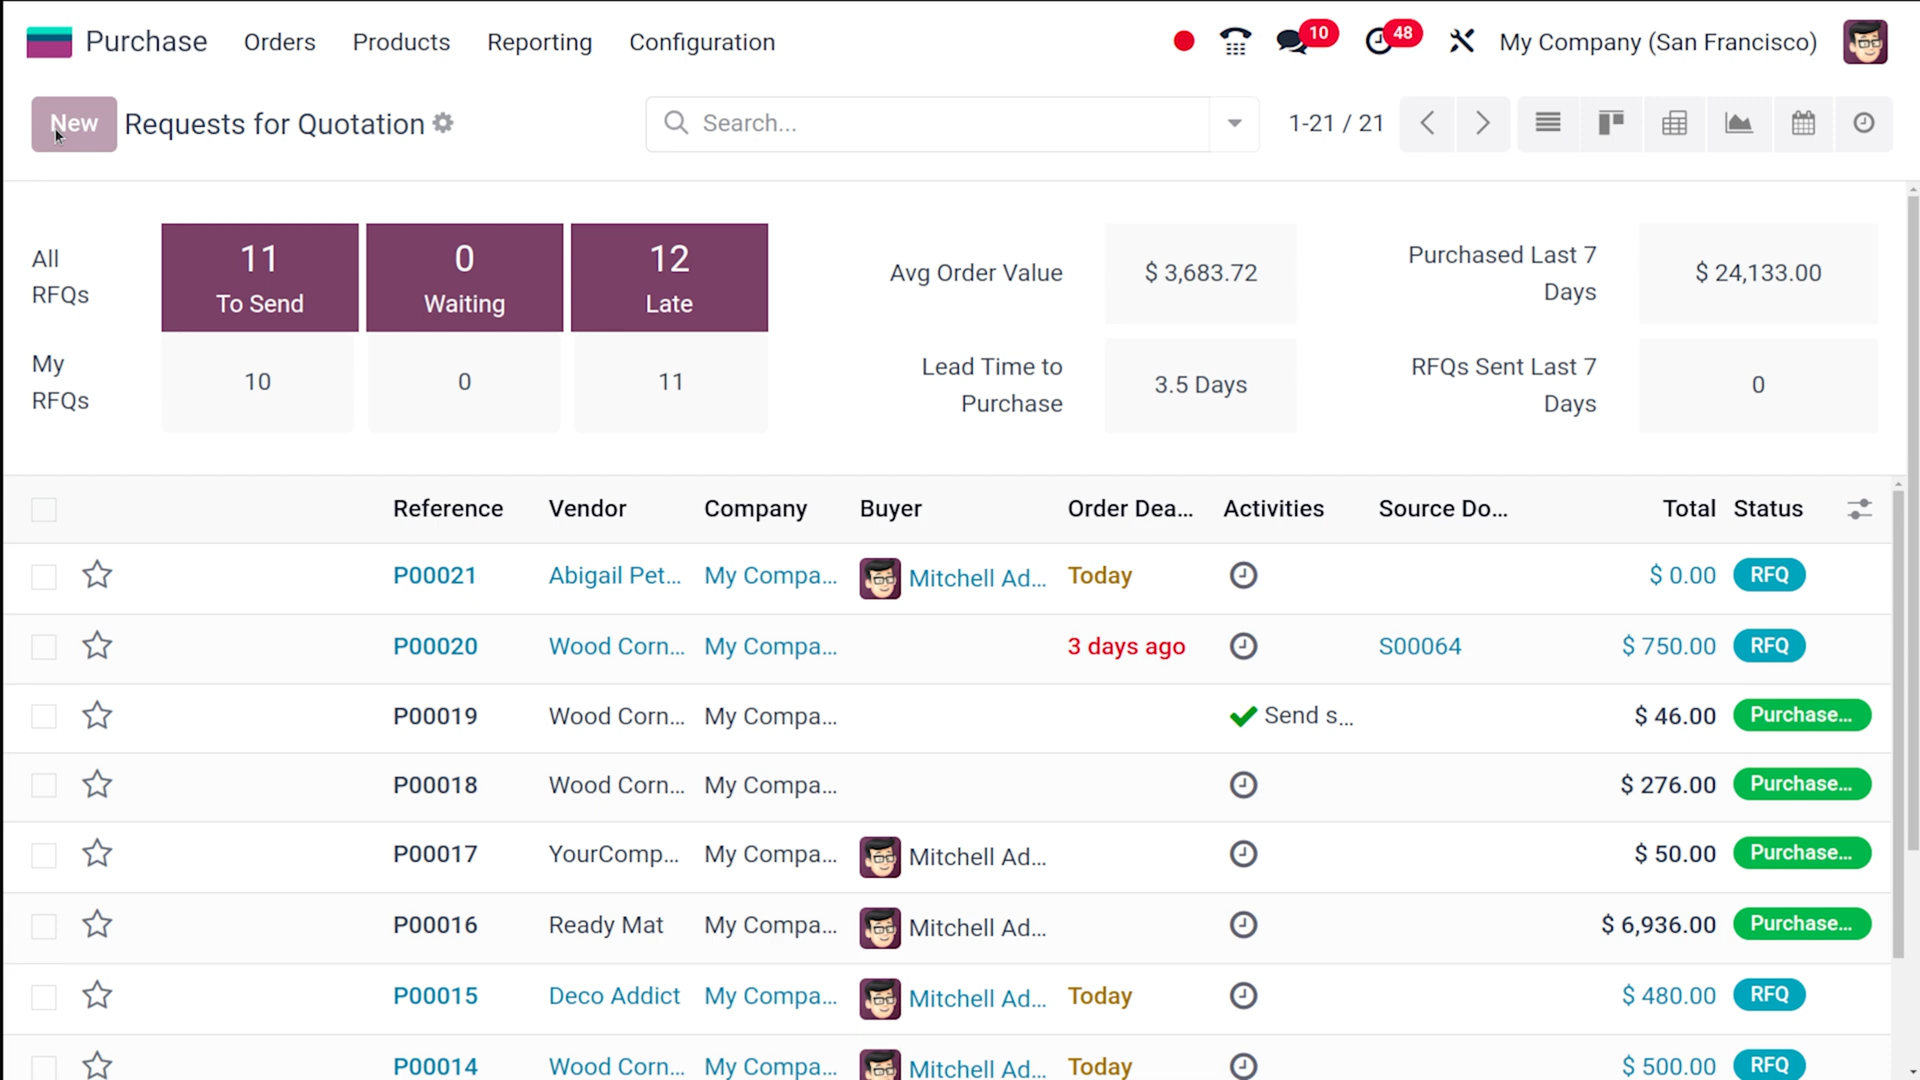 Purchase Orders Products Reporting Configuration 10 48 My Company (San Francisco)
New Requests for Quotation Search... 1-21 / 21
All RFQs 11 To Send 0 Waiting 12 Late Avg Order Value $ 3,683.72 Purchased Last 7 Days $ 24,133.00
My RFQs 10 0 11 Lead Time to Purchase 3.5 Days RFQs Sent Last 7 Days 0
Reference Vendor Company Buyer Order Dea... Activities Source Do... Total Status
P00021 Abigail Pet... My Compa... Mitchell Ad... Today $ 0.00 RFQ
P00020 Wood Corn... My Compa... 3 days ago S00064 $ 750.00 RFQ
P00019 Wood Corn... My Compa... Send s... $ 46.00 Purchase...
P00018 Wood Corn... My Compa... $ 276.00 Purchase...
P00017 YourComp... My Compa... Mitchell Ad... $ 50.00 Purchase...
P00016 Ready Mat My Compa... Mitchell Ad... $ 6,936.00 Purchase...
P00015 Deco Addict My Compa... Mitchell Ad... Today $ 480.00 RFQ
P00014 Wood Corn... My Compa... Mitchell Ad... Today $ 500.00 RFQ